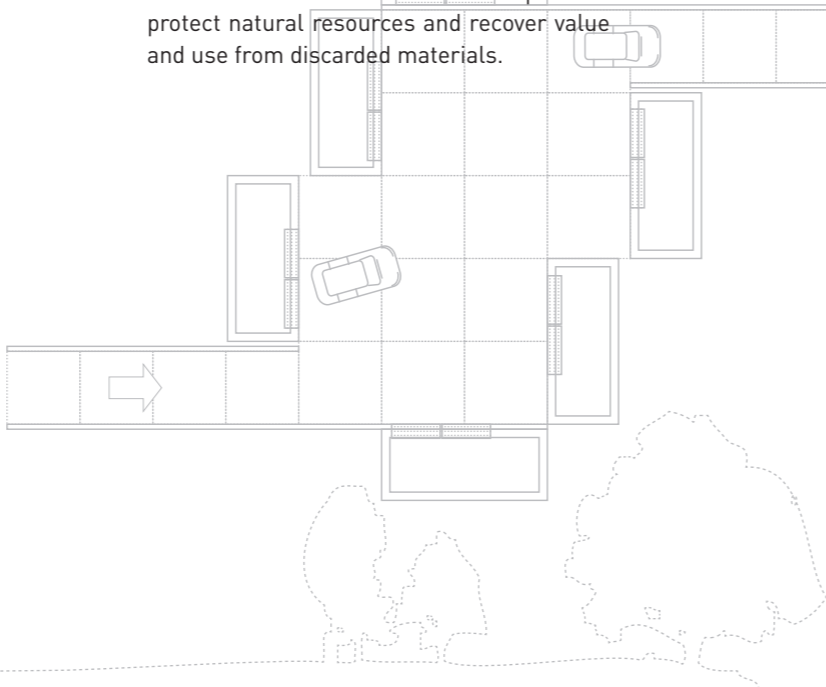 protect natural resources and recover value
and use from discarded materials.